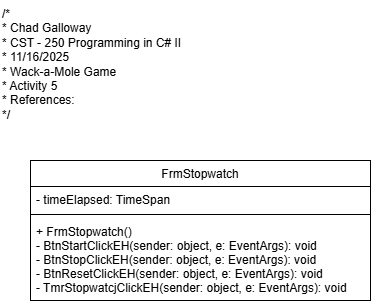 /*
* Chad Galloway
* CST - 250 Programming in C# II
* 11/16/2025
* Wack-a-Mole Game
* Activity 5
* References:
*/
FrmStopwatch
- timeElapsed: TimeSpan
+ FrmStopwatch()
- BtnStartClickEH(sender: object, e: EventArgs): void
- BtnStopClickEH(sender: object, e: EventArgs): void
- BtnResetClickEH(sender: object, e: EventArgs): void
- TmrStopwatcjClickEH(sender: object, e: EventArgs): void